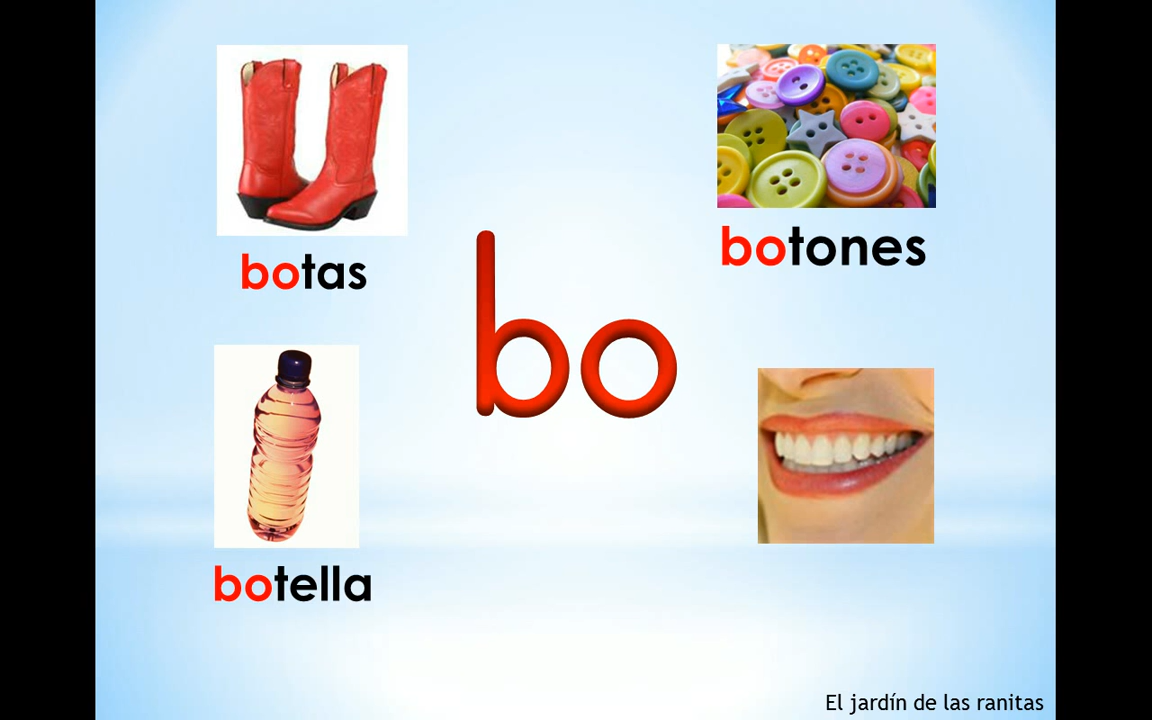 botas
botones
bo
botella
El jardín de las ranitas